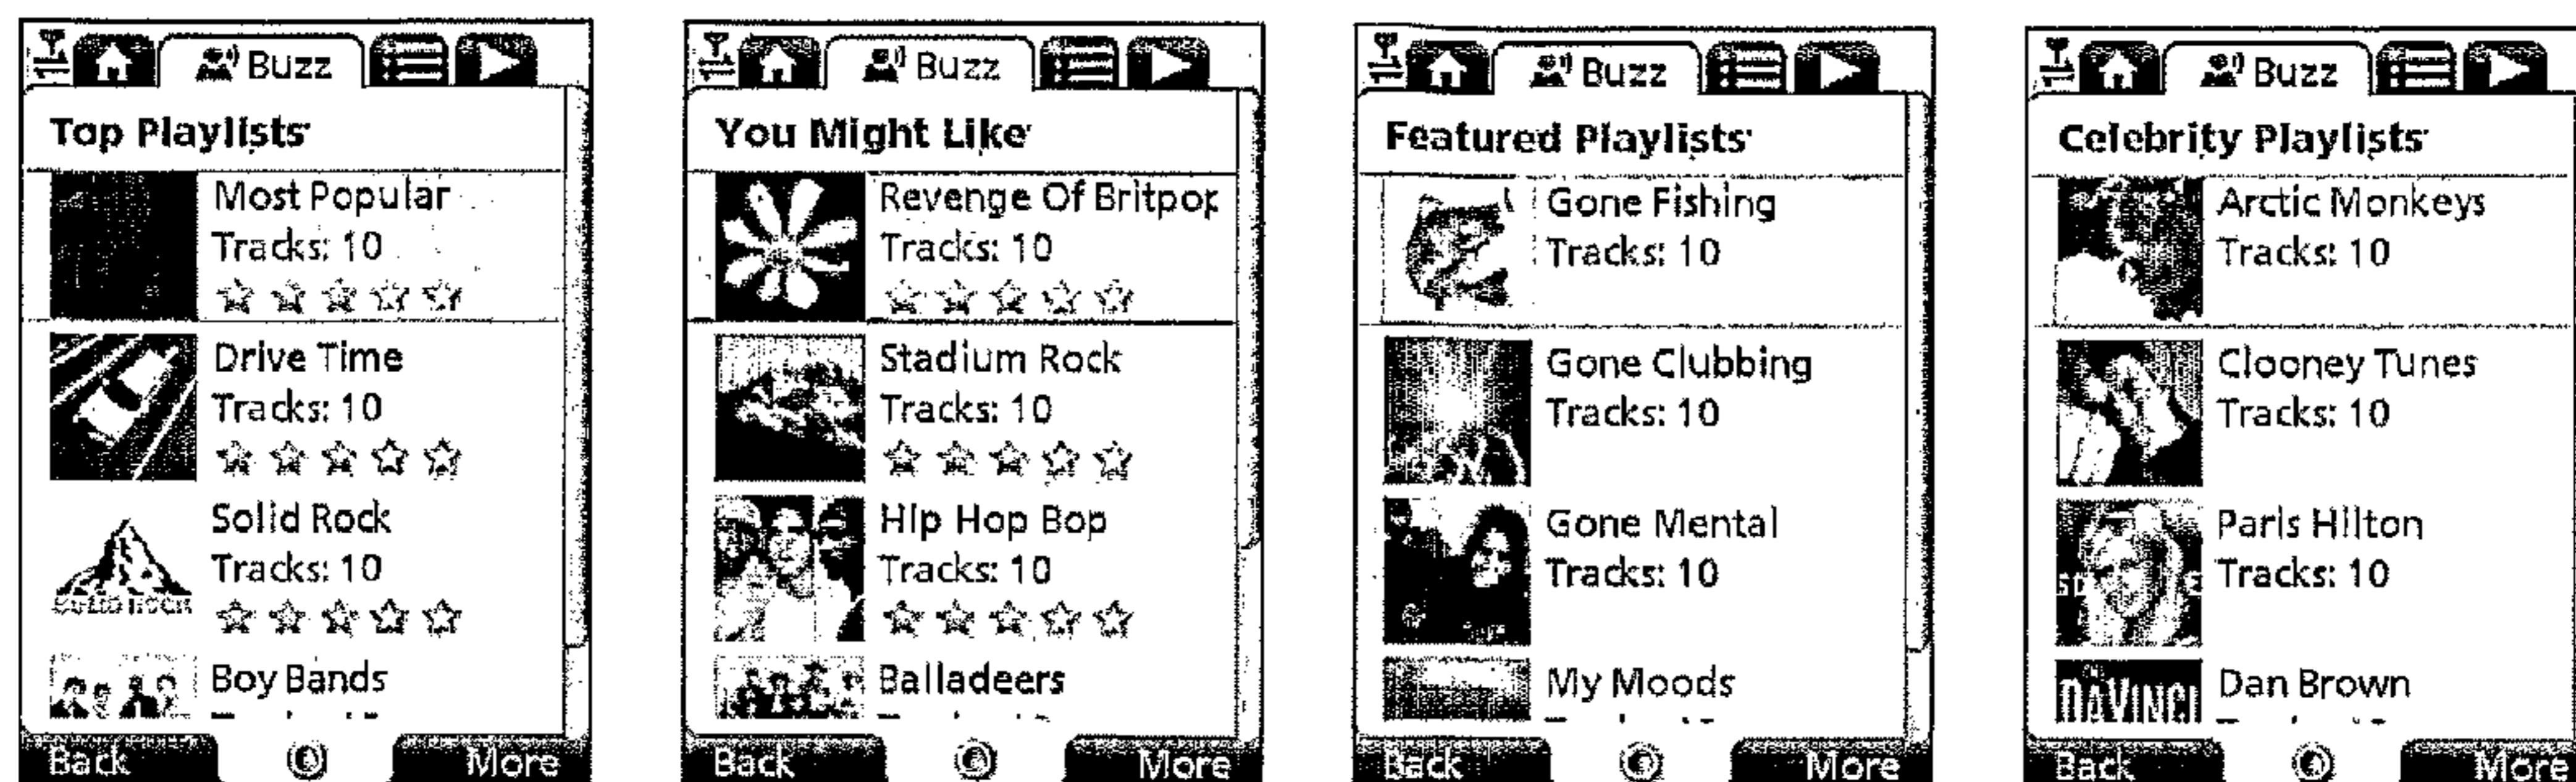 Buzz
Top Playlists
Most Popular
Tracks: 10
Drive Time
Tracks: 10
Solid Rock
Tracks: 10
SOLID ROCK
Boy Bands
Back
More
Buzz
You Might Like
Revenge Of Britpop
Tracks: 10
Stadium Rock
Tracks: 10
Hip Hop Bop
Tracks: 10
Balladeers
Back
More
Buzz
Featured Playlists
Gone Fishing
Tracks: 10
Gone Clubbing
Tracks: 10
Gone Mental
Tracks: 10
My Moods
Back
More
Buzz
Celebrity Playlists
Arctic Monkeys
Tracks: 10
Clooney Tunes
Tracks: 10
Paris Hilton
Tracks: 10
Dan Brown
DAVINCI
Back
More